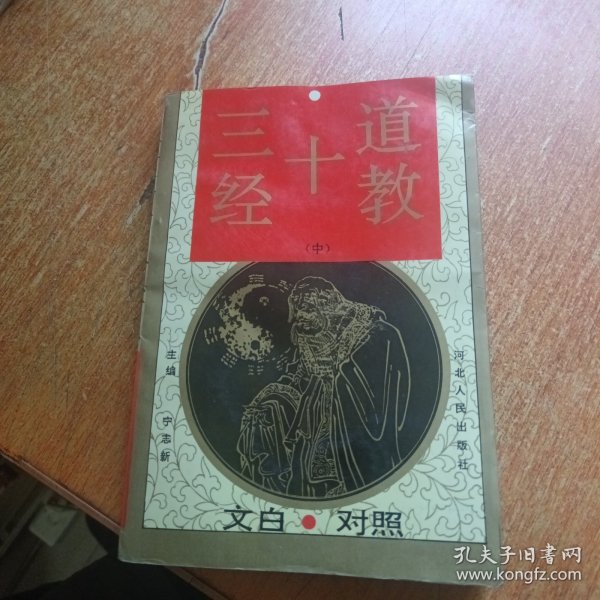 道教
十
三经
（中）
主编 宁志新
河北人民出版社
文白●对照
孔夫子旧书网
www.kongfz.com